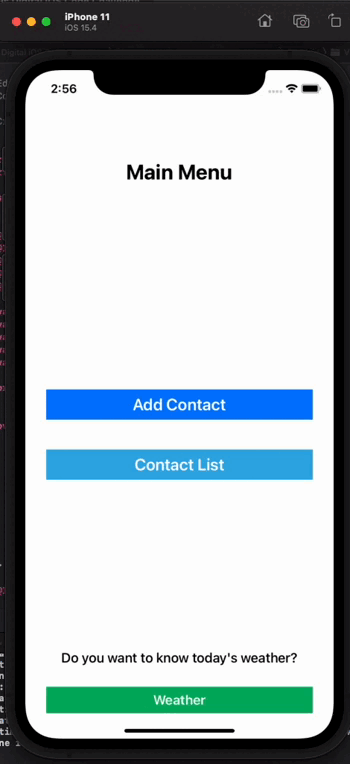 iPhone 11
iOS 15.4
2:56
Main Menu
Add Contact
Contact List
Do you want to know today's weather?
Weather